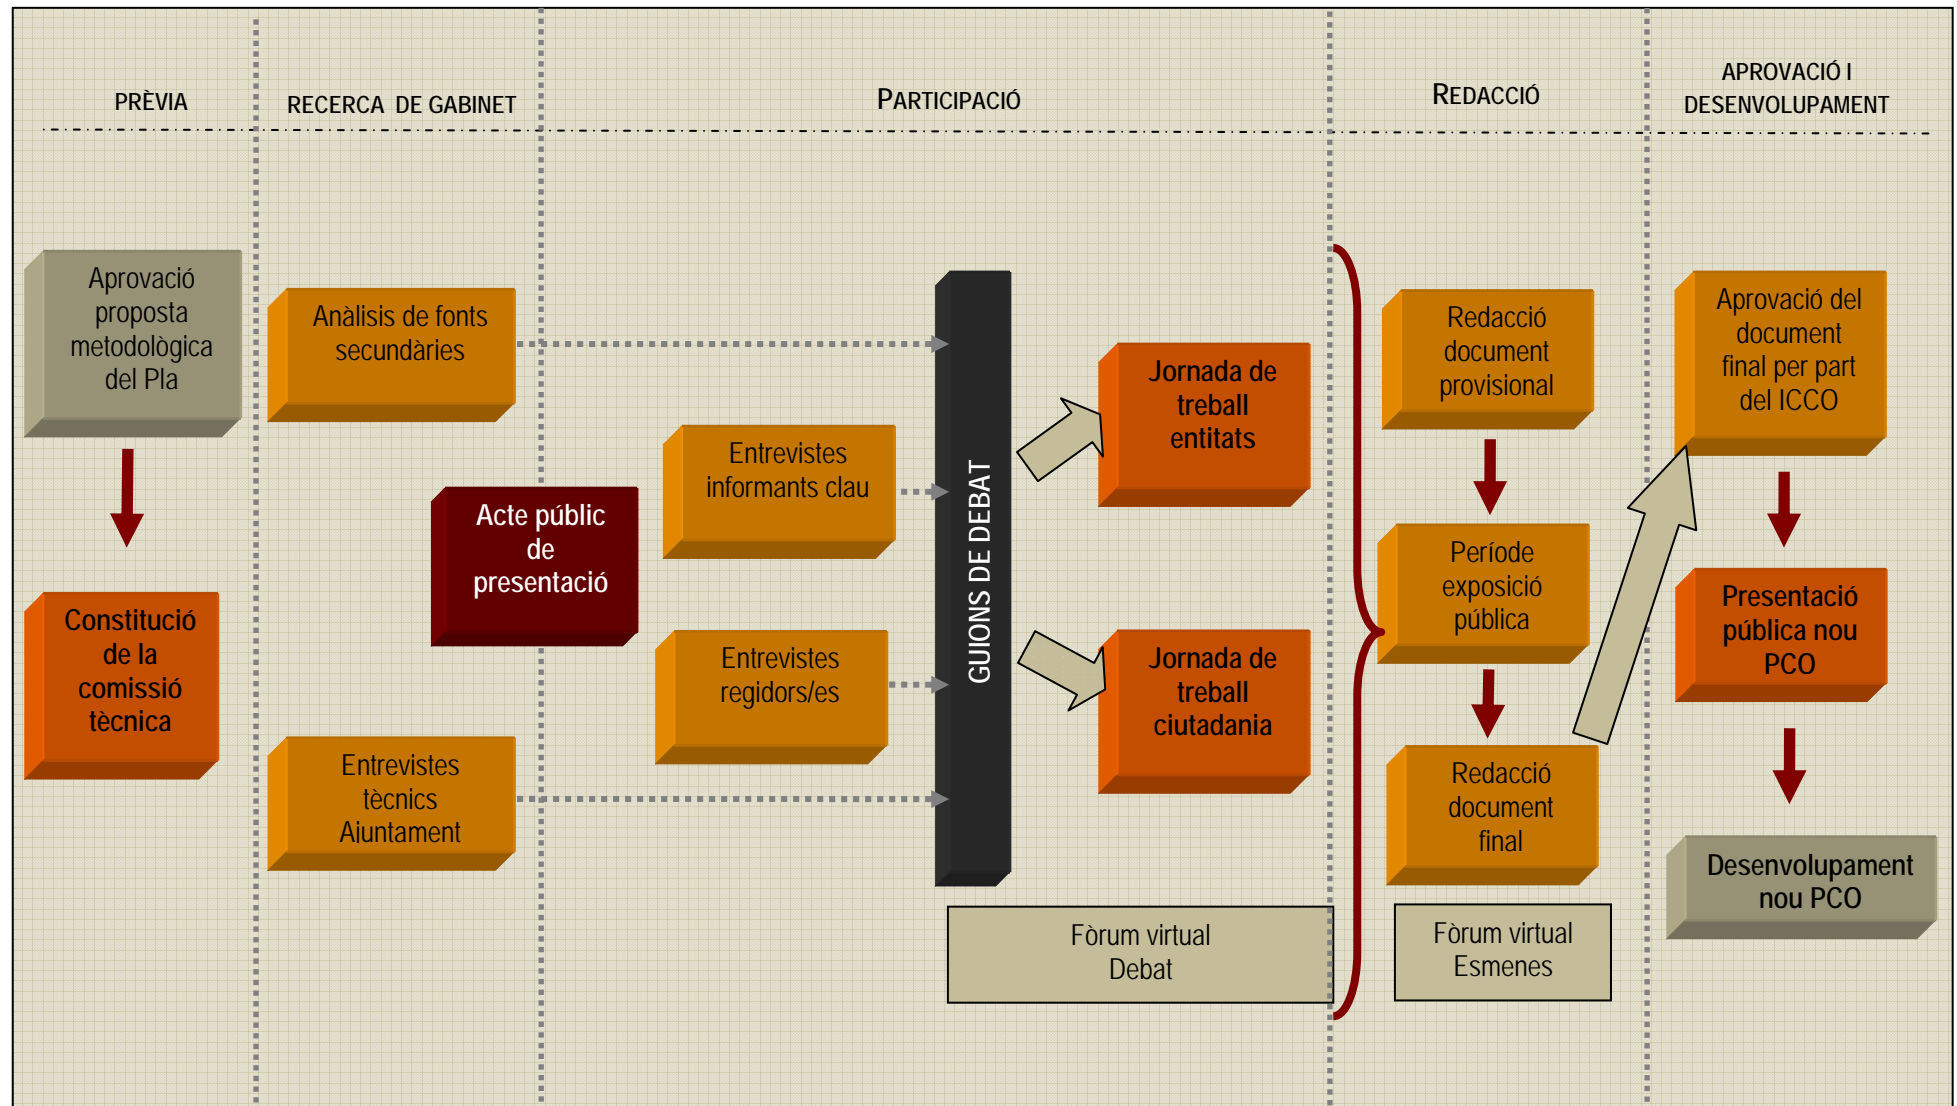 PRÈVIA
RECERCA DE GABINET
PARTICIPACIÓ
REDACCIÓ
APROVACIÓ I
DESENVOLUPAMENT
Aprovació
proposta
metodològica
del Pla
Constitució
de la
comissió
tècnica
Anàlisis de fonts
secundàries
Entrevistes
tècnics
Aiuntament
Acte públic
de
presentació
Entrevistes
informants clau
Entrevistes
regidors/es
GUIONS DE DEBAT
Jornada de
treball
entitats
Jornada de
treball
ciutadania
Fòrum virtual
Debat
Redacció
document
provisional
Període
exposició
pública
Redacció
document
final
Fòrum virtual
Esmenes
Aprovació del
document
final per part
del ICCO
Presentació
pública nou
PCO
Desenvolupament
nou PCO